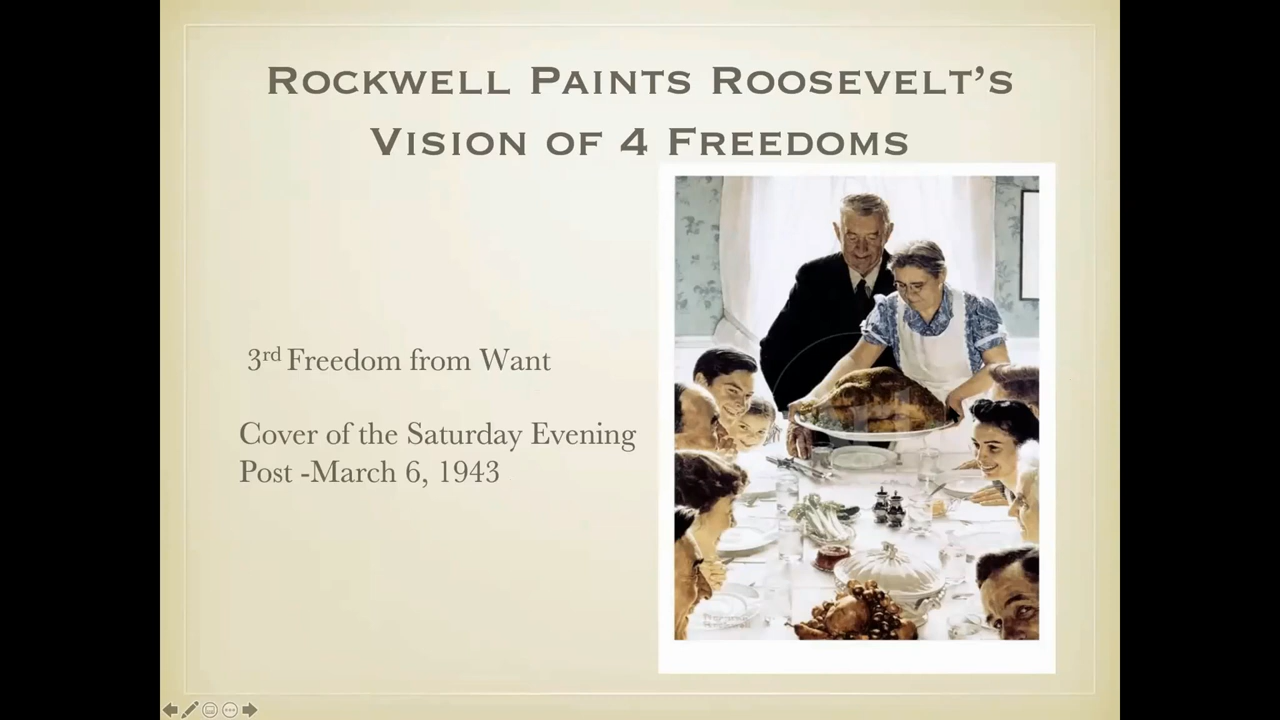 Rockwell Paints Roosevelt’s
Vision of 4 Freedoms
3rd Freedom from Want
Cover of the Saturday Evening
Post -March 6, 1943